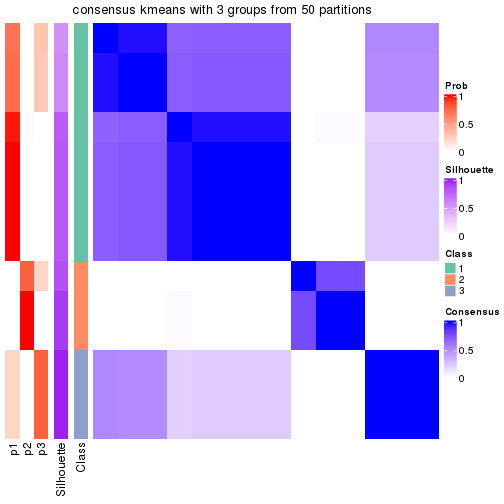 consensus kmeans with 3 groups from 50 partitions
Prob
1
0.5
0
Silhouette
1
0.5
0
Class
1
2
3
Consensus
1
0.5
0
p1
p2
p3
Silhouette
Class